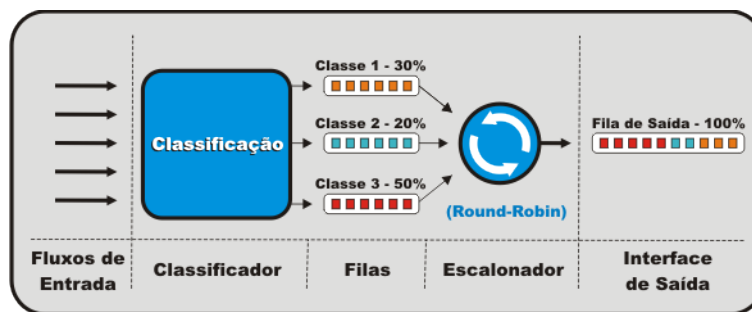 Classe 1 - 30%
Classificação
Classe 2 - 20%
Fila de Saída - 100%
Classe 3 - 50%
(Round-Robin)
Fluxos de
Entrada
Classificador
Filas
Escalonador
Interface
de Saída